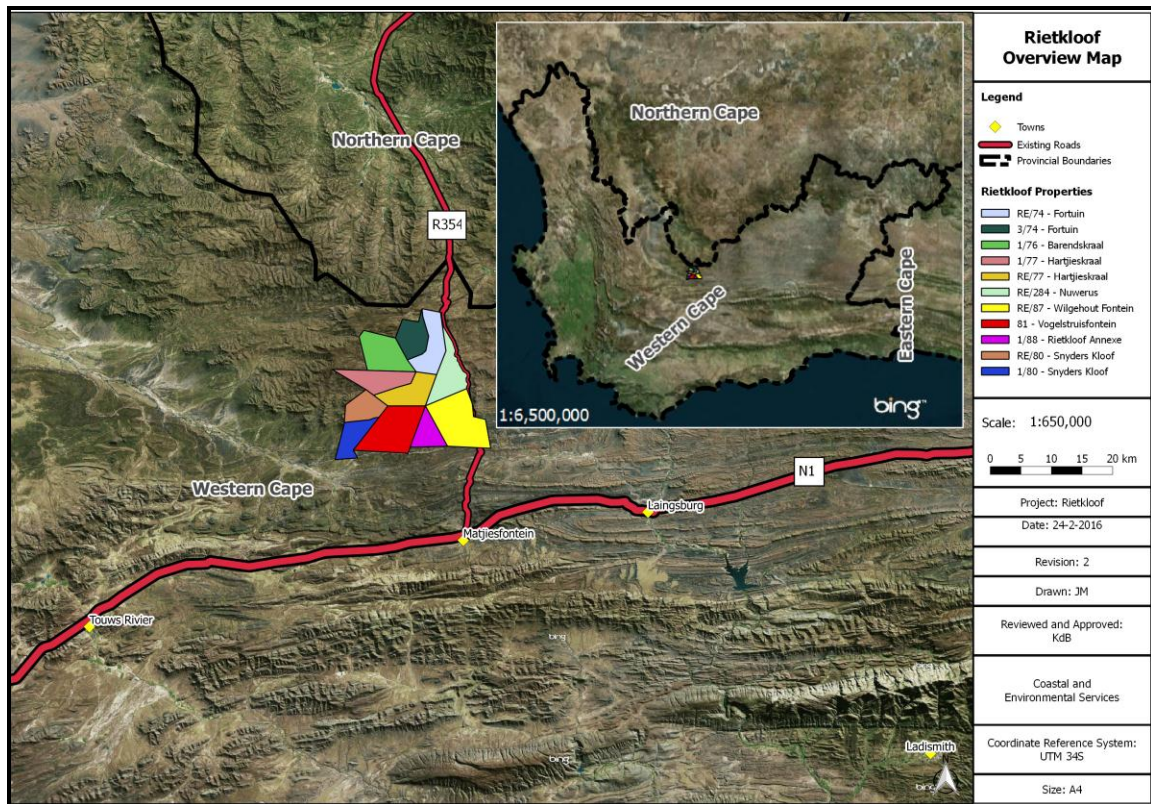 Northern Cape
R354
Western Cape
N1
Laingsburg
Matjiesfontein
Touws Rivier
Ladismith
bing
bing
bing
Northern Cape
Western Cape
Eastern Cape
1:6,500,000
bing™
Rietkloof
Overview Map
Legend
Towns
Existing Roads
Provincial Boundaries
Rietkloof Properties
RE/74 - Fortuin
3/74 - Fortuin
1/76 - Barendskraal
1/77 - Hartjieskraal
RE/77 - Hartjieskraal
RE/284 - Nuwerus
RE/87 - Wilgehout Fontein
81 - Vogelstruisfontein
1/88 - Rietkloof Annexe
RE/80 - Snyders Kloof
1/80 - Snyders Kloof
Scale: 1:650,000
0 5 10 15 20 km
Project: Rietkloof
Date: 24-2-2016
Revision: 2
Drawn: JM
Reviewed and Approved:
KdB
Coastal and
Environmental Services
Coordinate Reference System:
UTM 34S
Size: A4